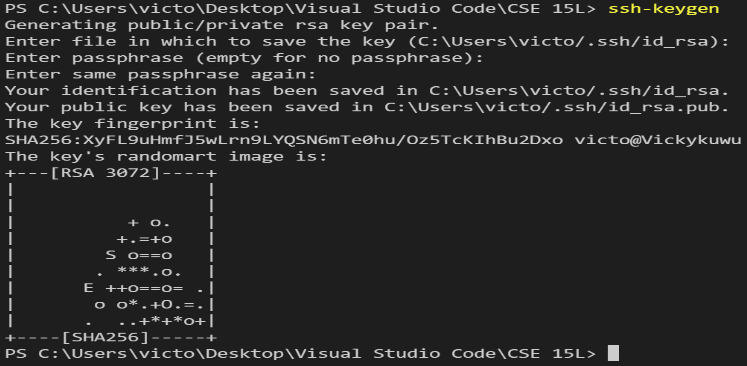 PS C:\Users\victo\Desktop\Visual Studio Code\CSE 15L> ssh-keygen
Generating public/private rsa key pair.
Enter file in which to save the key (C:\Users\victo/.ssh/id_rsa):
Enter passphrase (empty for no passphrase):
Enter same passphrase again:
Your identification has been saved in C:\Users\victo/.ssh/id_rsa.
Your public key has been saved in C:\Users\victo/.ssh/id_rsa.pub.
The key fingerprint is:
SHA256:XyFL9uHmfJ5wLrn9LYQSN6mTe0hu/Oz5TcKIhBu2Dxo victo@Vickykuwu
The key's randomart image is:
+---[RSA 3072]----+
|                 |
|                 |
|          + o.   |
|         +.=+o   |
|        S o==o   |
|       . ***.o.  |
|      E ++o==o= .|
|       o o*.+O.=.|
|      .  ..+*+*o+|
+----[SHA256]-----+
PS C:\Users\victo\Desktop\Visual Studio Code\CSE 15L>